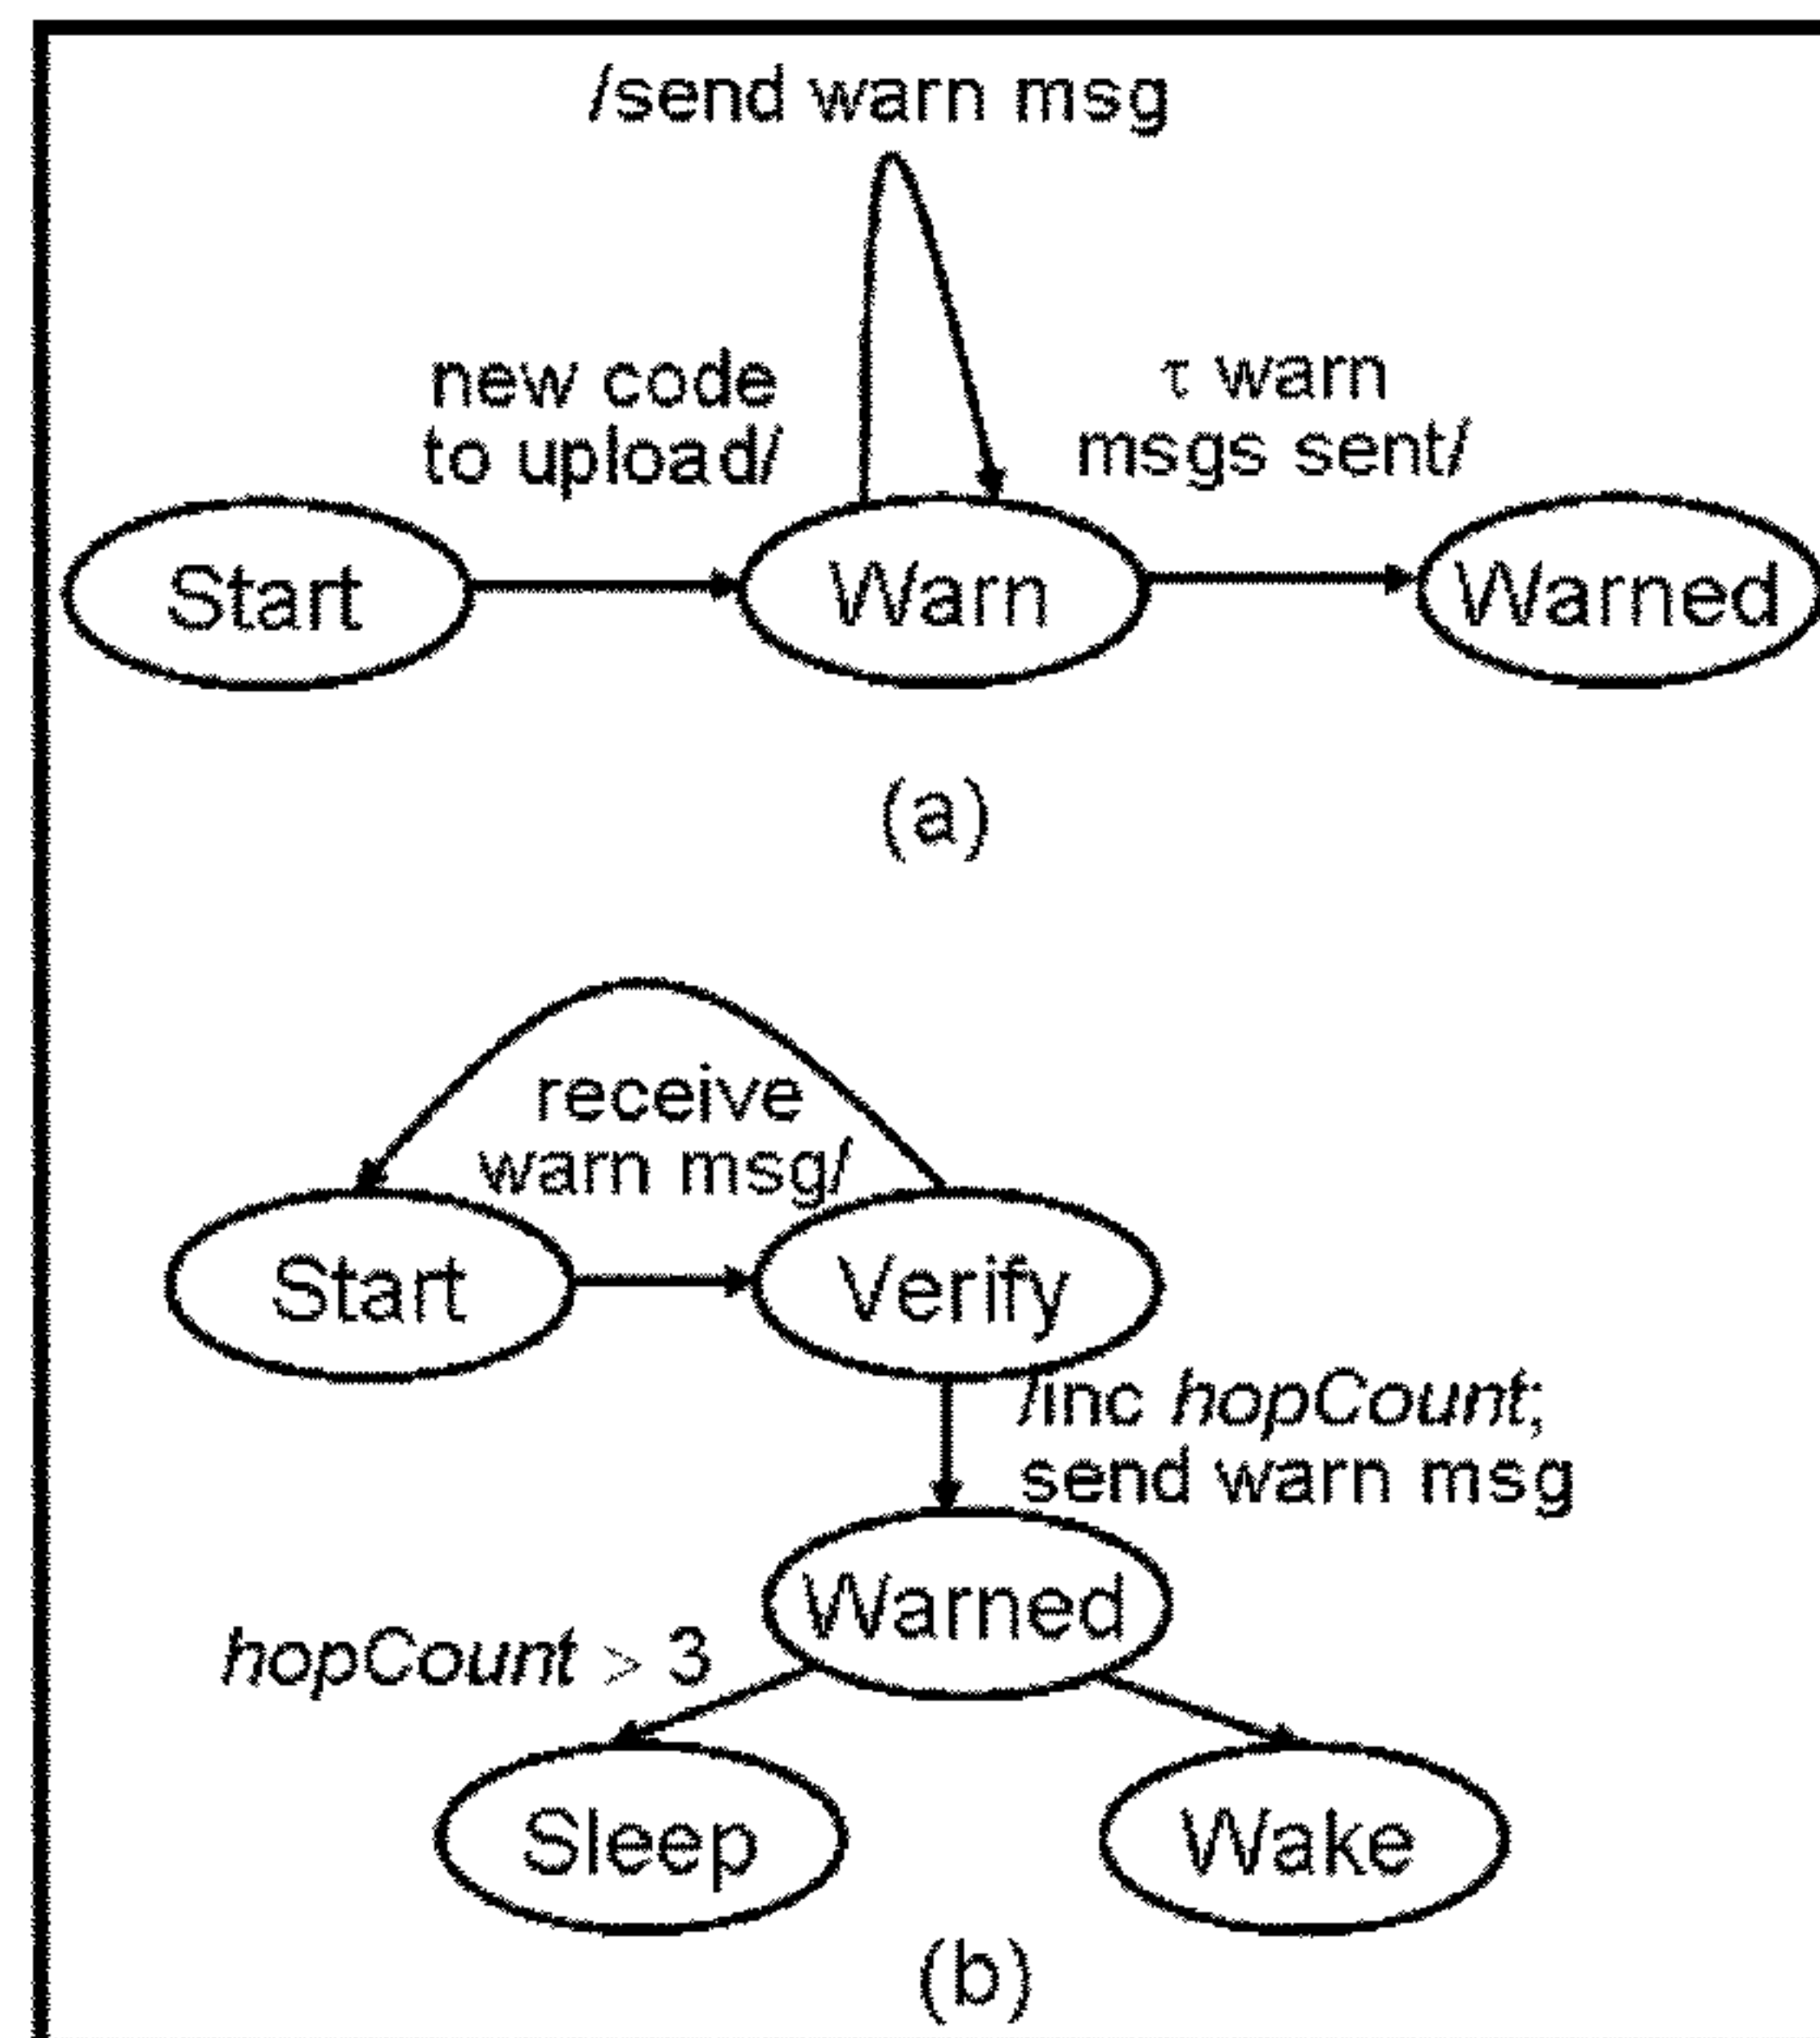 /send warn msg
new code
to upload/
τ warn
msgs sent/
Start
Warn
Warned
(a)
receive
warn msg/
Start
Verify
/inc hopCount;
send warn msg
Warned
hopCount > 3
Sleep
Wake
(b)